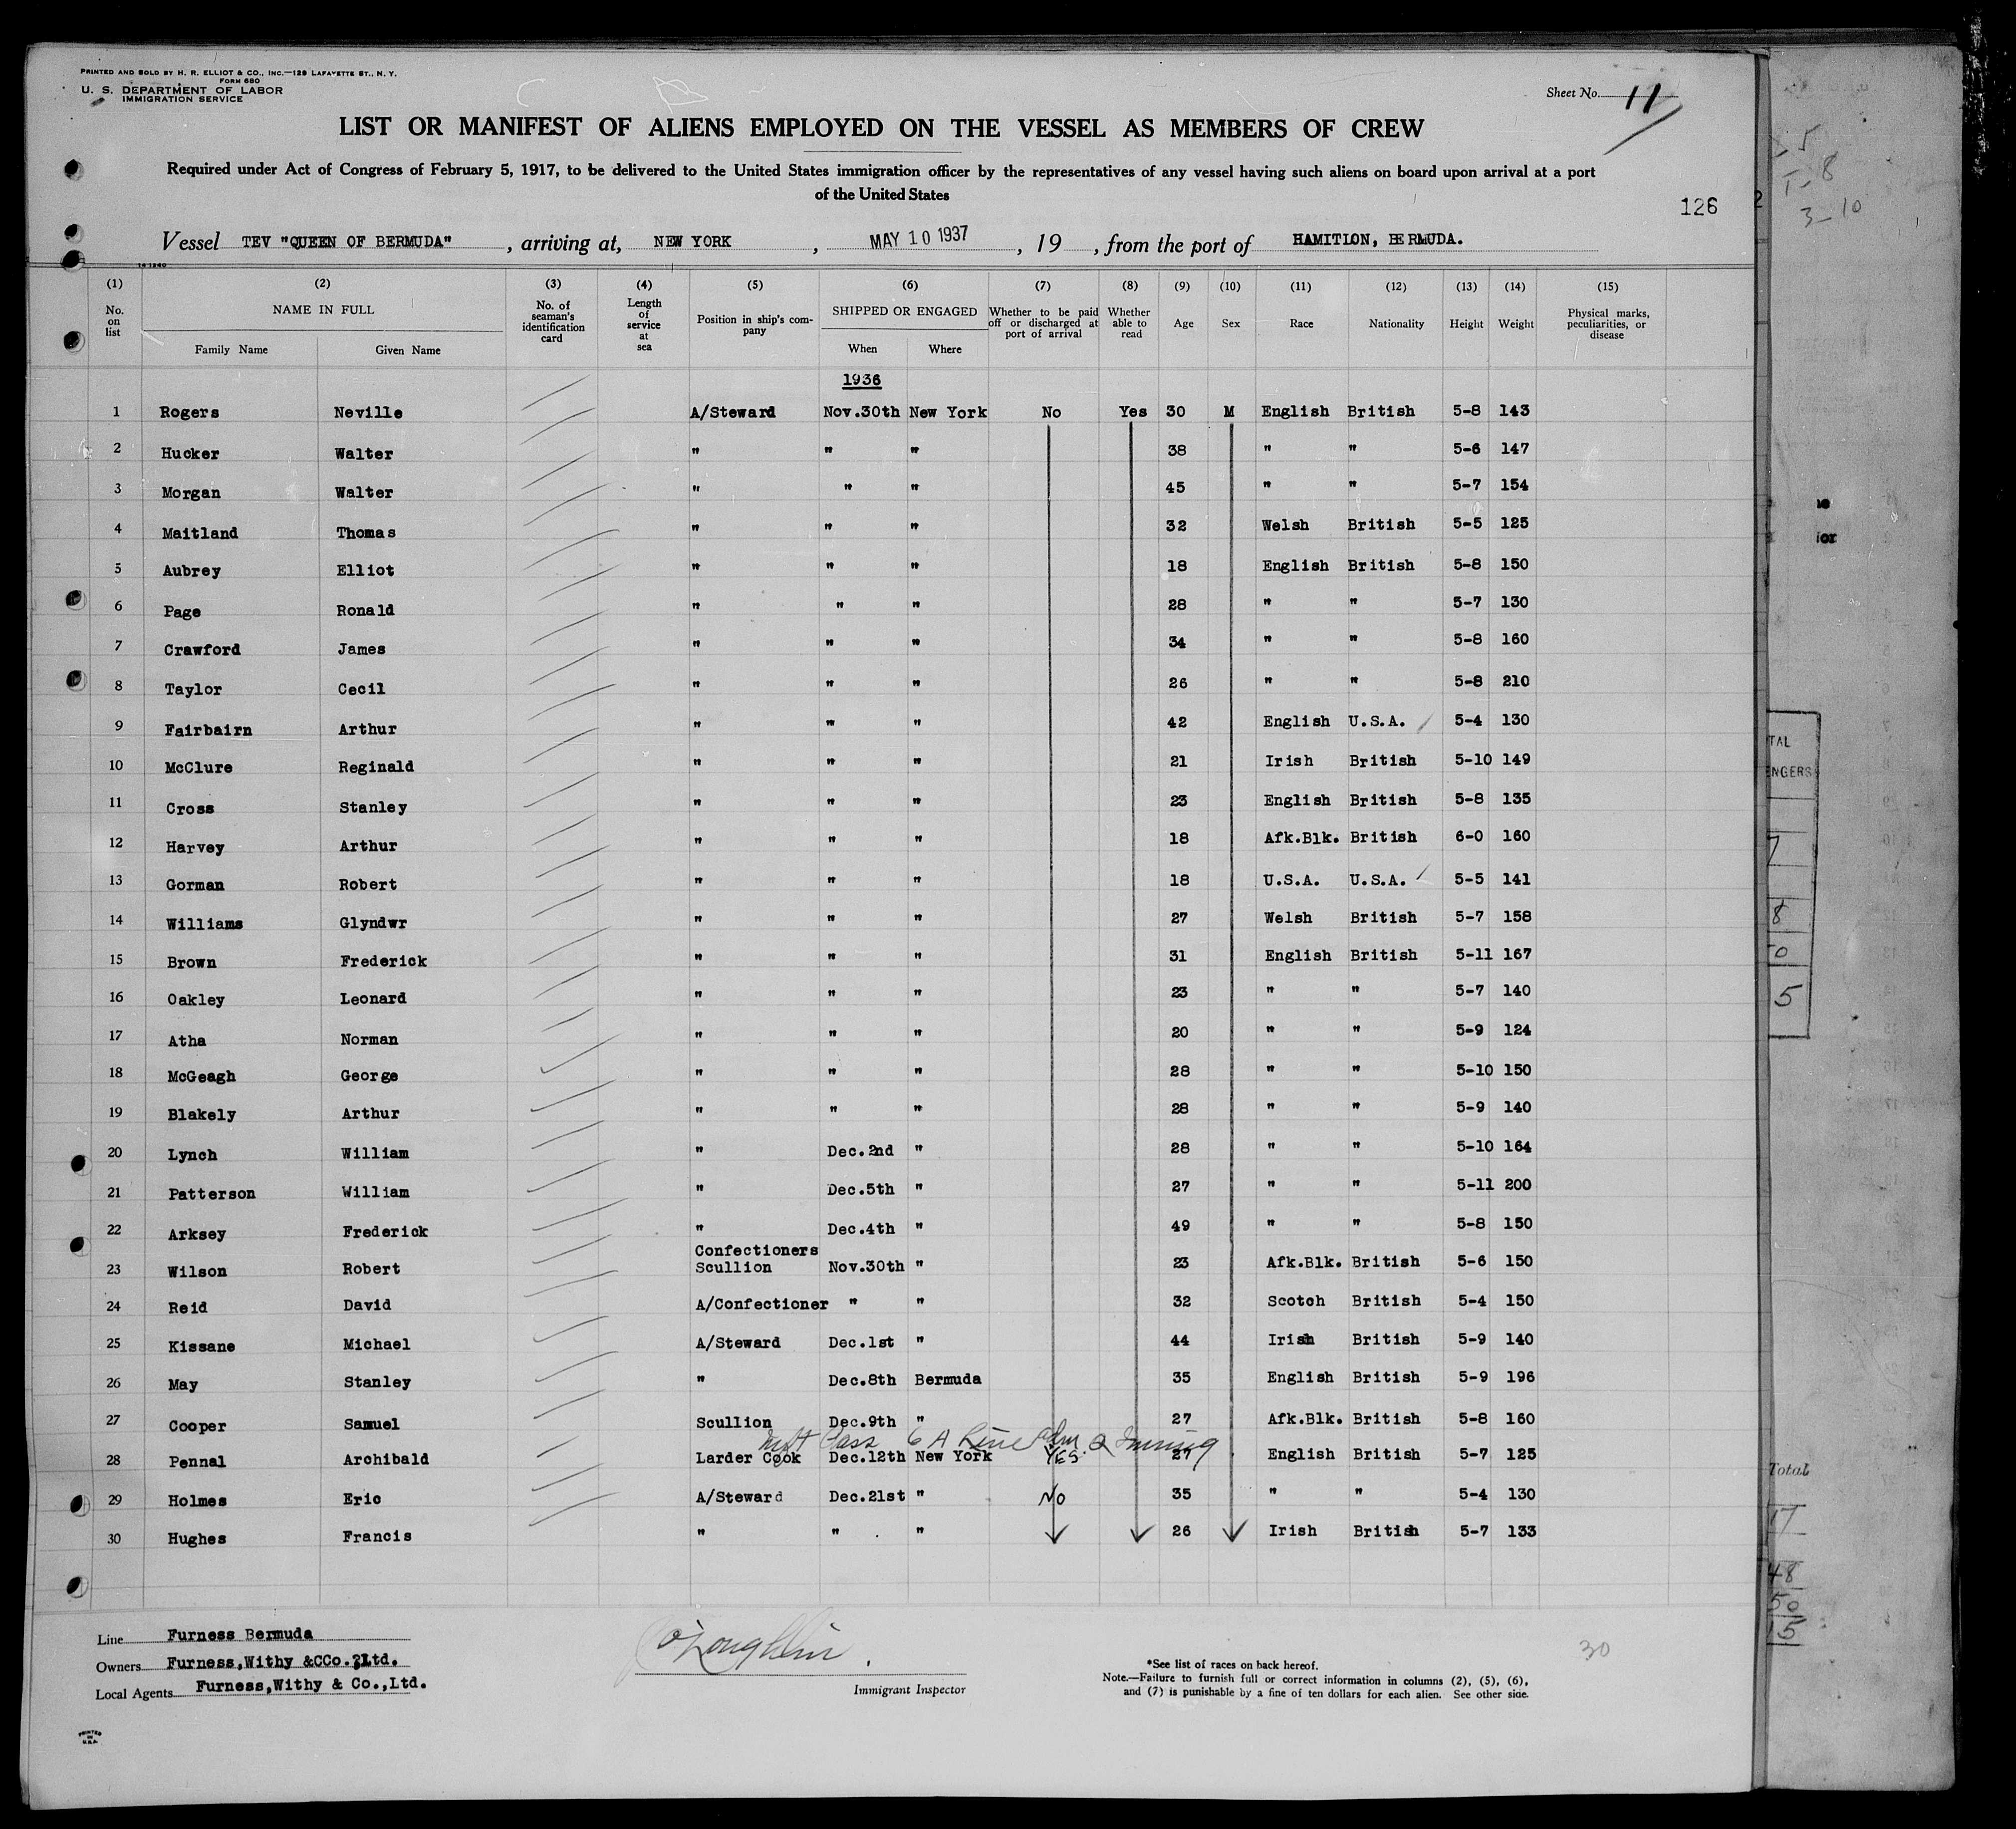 PRINTED AND SOLD BY H. R. ELLIOT & CO., INC.—129 LAFAYETTE ST., N. Y.
FORM 680
U. S. DEPARTMENT OF LABOR
IMMIGRATION SERVICE
Sheet No. 11
LIST OR MANIFEST OF ALIENS EMPLOYED ON THE VESSEL AS MEMBERS OF CREW
Required under Act of Congress of February 5, 1917, to be delivered to the United States immigration officer by the representatives of any vessel having such aliens on board upon arrival at a port
of the United States
126
Vessel TEV "QUEEN OF BERMUDA" , arriving at, NEW YORK , MAY 10 1937 , 19 , from the port of HAMITION, BERMUDA.
(1) (2) (3) (4) (5) (6) (7) (8) (9) (10) (11) (12) (13) (14) (15)
No. on list NAME IN FULL Family Name Given Name No. of seaman's identification card Length of service at sea Position in ship's company SHIPPED OR ENGAGED When Where Whether to be paid off or discharged at port of arrival Whether able to read Age Sex Race Nationality Height Weight Physical marks, peculiarities, or disease
1936
1 Rogers Neville A/Steward Nov.30th New York No Yes 30 M English British 5-8 143
2 Hucker Walter " " " 38 " " 5-6 147
3 Morgan Walter " " " 45 " " 5-7 154
4 Maitland Thomas " " " 32 Welsh British 5-5 125
5 Aubrey Elliot " " " 18 English British 5-8 150
6 Page Ronald " " " 28 " " 5-7 130
7 Crawford James " " " 34 " " 5-8 160
8 Taylor Cecil " " " 26 " " 5-8 210
9 Fairbairn Arthur " " " 42 English U.S.A. 5-4 130
10 McClure Reginald " " " 21 Irish British 5-10 149
11 Cross Stanley " " " 23 English British 5-8 135
12 Harvey Arthur " " " 18 Afk.Blk. British 6-0 160
13 Gorman Robert " " " 18 U.S.A. U.S.A. 5-5 141
14 Williams Glyndwr " " " 27 Welsh British 5-7 158
15 Brown Frederick " " " 31 English British 5-11 167
16 Oakley Leonard " " " 23 " " 5-7 140
17 Atha Norman " " " 20 " " 5-9 124
18 McGeagh George " " " 28 " " 5-10 150
19 Blakely Arthur " " " 28 " " 5-9 140
20 Lynch William " Dec.2nd " 28 " " 5-10 164
21 Patterson William " Dec.5th " 27 " " 5-11 200
22 Arksey Frederick " Dec.4th " 49 " " 5-8 150
23 Wilson Robert Confectioners Scullion Nov.30th " 23 Afk.Blk. British 5-6 150
24 Reid David A/Confectioner " " 32 Scotch British 5-4 150
25 Kissane Michael A/Steward Dec.1st " 44 Irish British 5-9 140
26 May Stanley " Dec.8th Bermuda 35 English British 5-9 196
27 Cooper Samuel Scullion Dec.9th " 27 Afk.Blk. British 5-8 160
28 Pennal Archibald Larder Cook Dec.12th New York YES 27 English British 5-7 125
29 Holmes Eric A/Steward Dec.21st " No 35 " " 5-4 130
30 Hughes Francis " " " 26 Irish British 5-7 133
Line Furness Bermuda
Owners Furness,Withy &CCo.?Ltd.
Local Agents Furness,Withy & Co.,Ltd.
O'Loughlin
Immigrant Inspector
*See list of races on back hereof.
Note.—Failure to furnish full or correct information in columns (2), (5), (6),
and (7) is punishable by a fine of ten dollars for each alien. See other side.
30
PRINTED IN U.S.A.
5
3-10
TAL
NGERS
8
0
5
Total
17
48
50
15